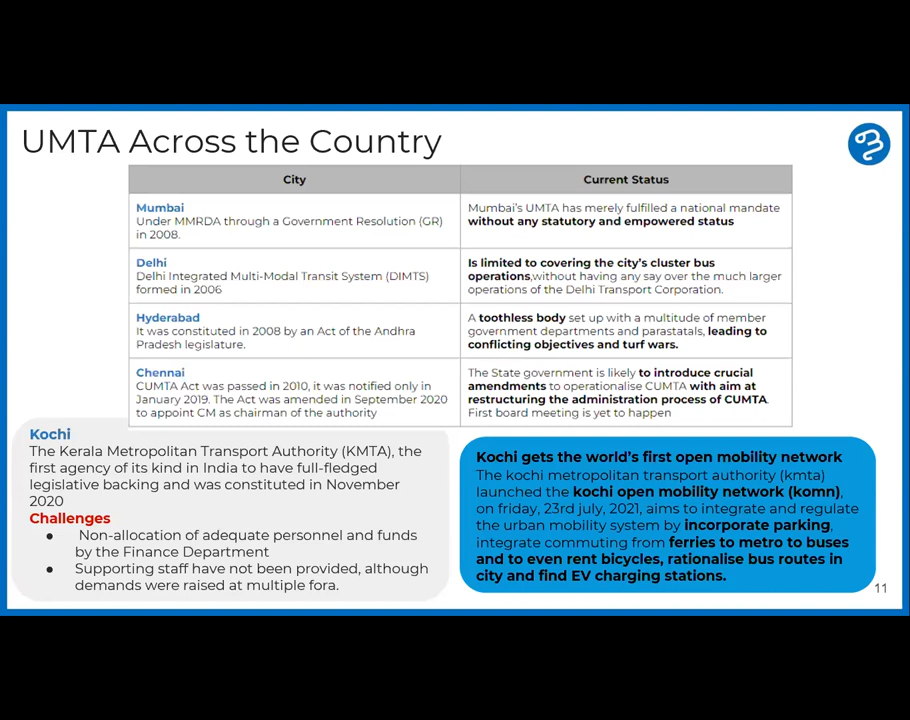 UMTA Across the Country
City
Current Status
Mumbai
Under MMRDA through a Government Resolution (GR)
in 2008.
Mumbai's UMTA has merely fulfilled a national mandate
without any statutory and empowered status
Delhi
Delhi Integrated Multi-Modal Transit System (DIMTS)
formed in 2006
Is limited to covering the city's cluster bus
operations,without having any say over the much larger
operations of the Delhi Transport Corporation.
Hyderabad
It was constituted in 2008 by an Act of the Andhra
Pradesh legislature.
A toothless body set up with a multitude of member
government departments and parastatals, leading to
conflicting objectives and turf wars.
Chennai
CUMTA Act was passed in 2010, it was notified only in
January 2019. The Act was amended in September 2020
to appoint CM as chairman of the authority
The State government is likely to introduce crucial
amendments to operationalise CUMTA with aim at
restructuring the administration process of CUMTA.
First board meeting is yet to happen
Kochi
The Kerala Metropolitan Transport Authority (KMTA), the
first agency of its kind in India to have full-fledged
legislative backing and was constituted in November
2020
Challenges
● Non-allocation of adequate personnel and funds
by the Finance Department
● Supporting staff have not been provided, although
demands were raised at multiple fora.
Kochi gets the world's first open mobility network
The kochi metropolitan transport authority (kmta)
launched the kochi open mobility network (komn),
on friday, 23rd july, 2021, aims to integrate and regulate
the urban mobility system by incorporate parking,
integrate commuting from ferries to metro to buses
and to even rent bicycles, rationalise bus routes in
city and find EV charging stations.
11